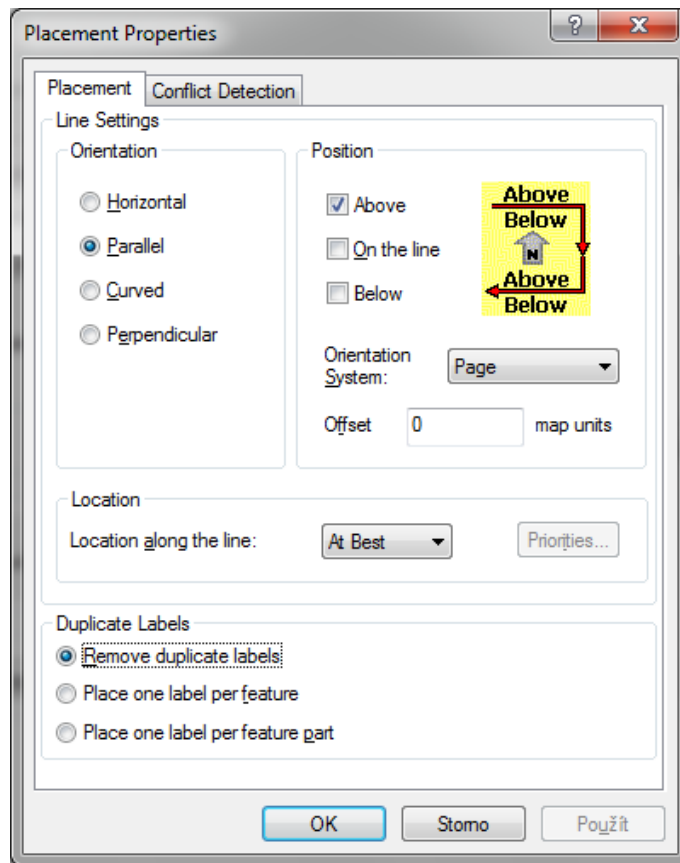 Placement Properties
Placement
Conflict Detection
Line Settings
Orientation
Horizontal
Parallel
Curved
Perpendicular
Position
Above
On the line
Below
Above
Below
N
Above
Below
Orientation
System:
Page
Offset 0 map units
Location
Location along the line: At Best Priorities...
Duplicate Labels
Remove duplicate labels
Place one label per feature
Place one label per feature part
OK Storno Použít